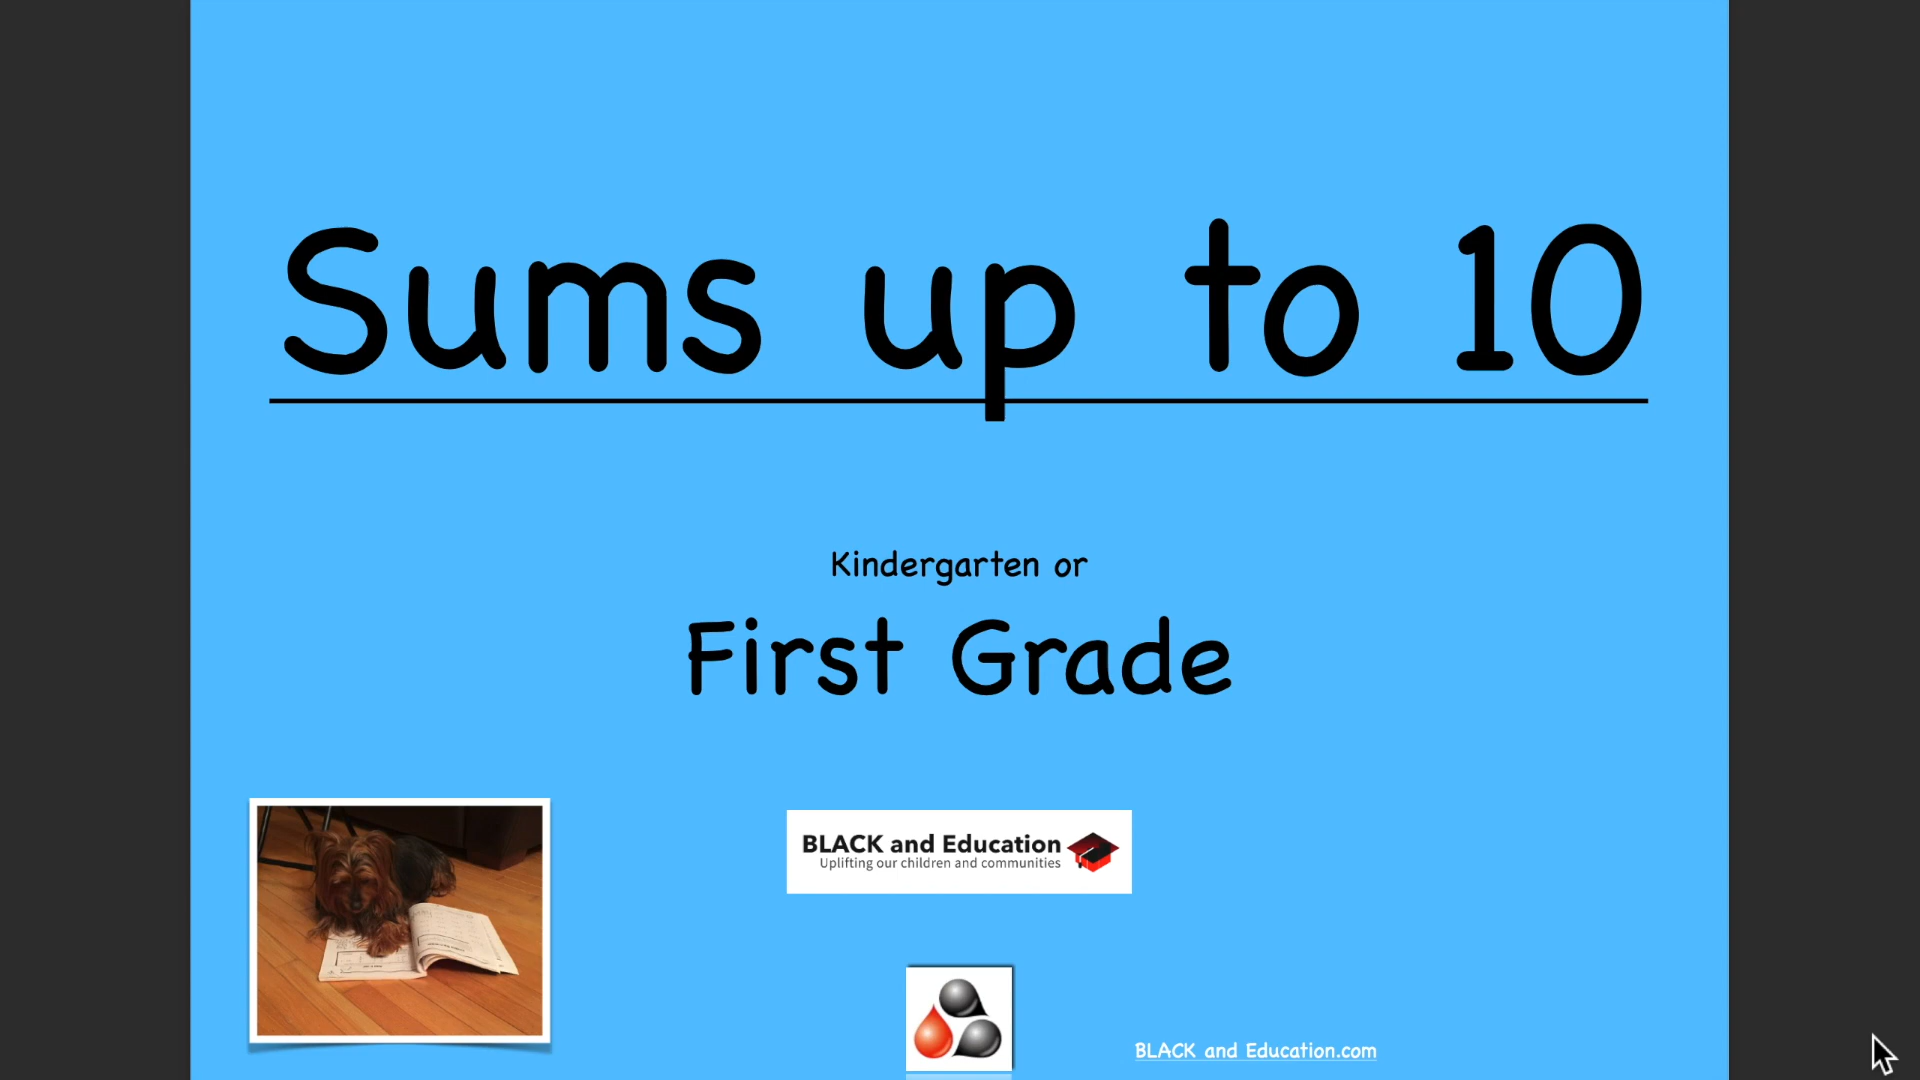 Sums up to 10
Kindergarten or
First Grade
BLACK and Education
Uplifting our children and communities
BLACK and Education.com